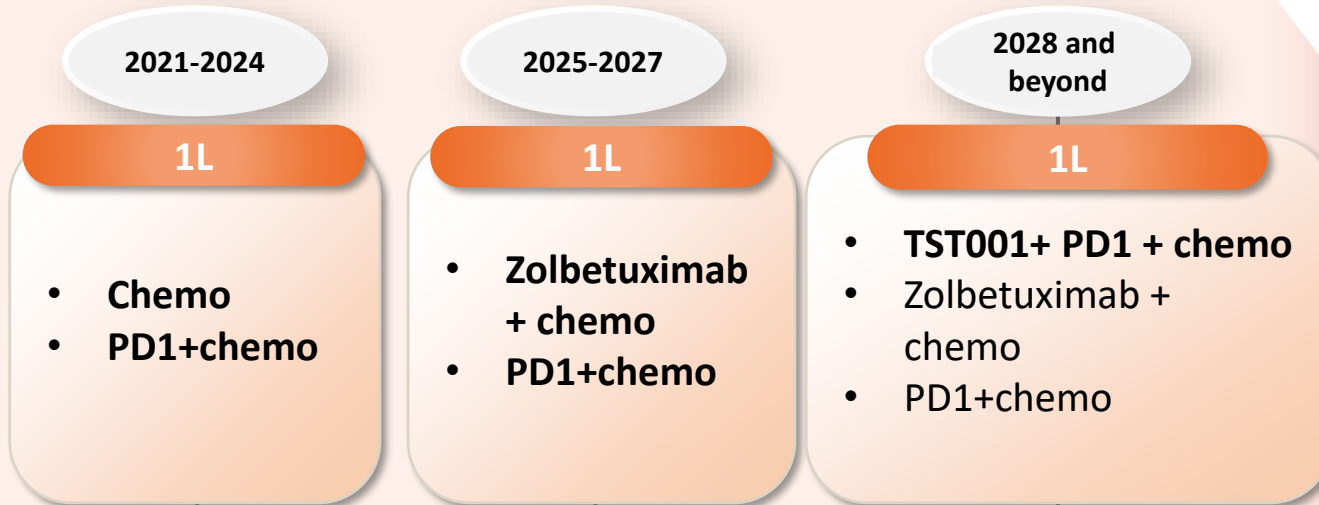 2021-2024
1L
• Chemo
• PD1+chemo
2025-2027
1L
• Zolbetuximab
+ chemo
• PD1+chemo
2028 and
beyond
1L
• TST001+ PD1 + chemo
• Zolbetuximab +
chemo
• PD1+chemo